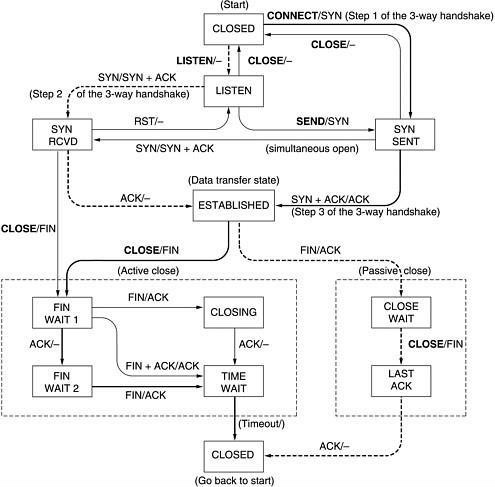 (Start)
CLOSED
CONNECT/SYN (Step 1 of the 3-way handshake)
CLOSE/–
LISTEN/–
CLOSE/–
SYN/SYN + ACK
(Step 2 of the 3-way handshake)
LISTEN
SYN
RCVD
RST/–
SEND/SYN
SYN
SENT
SYN/SYN + ACK
(simultaneous open)
ACK/–
(Data transfer state)
ESTABLISHED
SYN + ACK/ACK
(Step 3 of the 3-way handshake)
CLOSE/FIN
CLOSE/FIN
FIN/ACK
(Active close)
(Passive close)
FIN
WAIT 1
FIN/ACK
CLOSING
CLOSE
WAIT
ACK/–
FIN + ACK/ACK
ACK/–
CLOSE/FIN
FIN
WAIT 2
FIN/ACK
TIME
WAIT
LAST
ACK
(Timeout/)
CLOSED
ACK/–
(Go back to start)